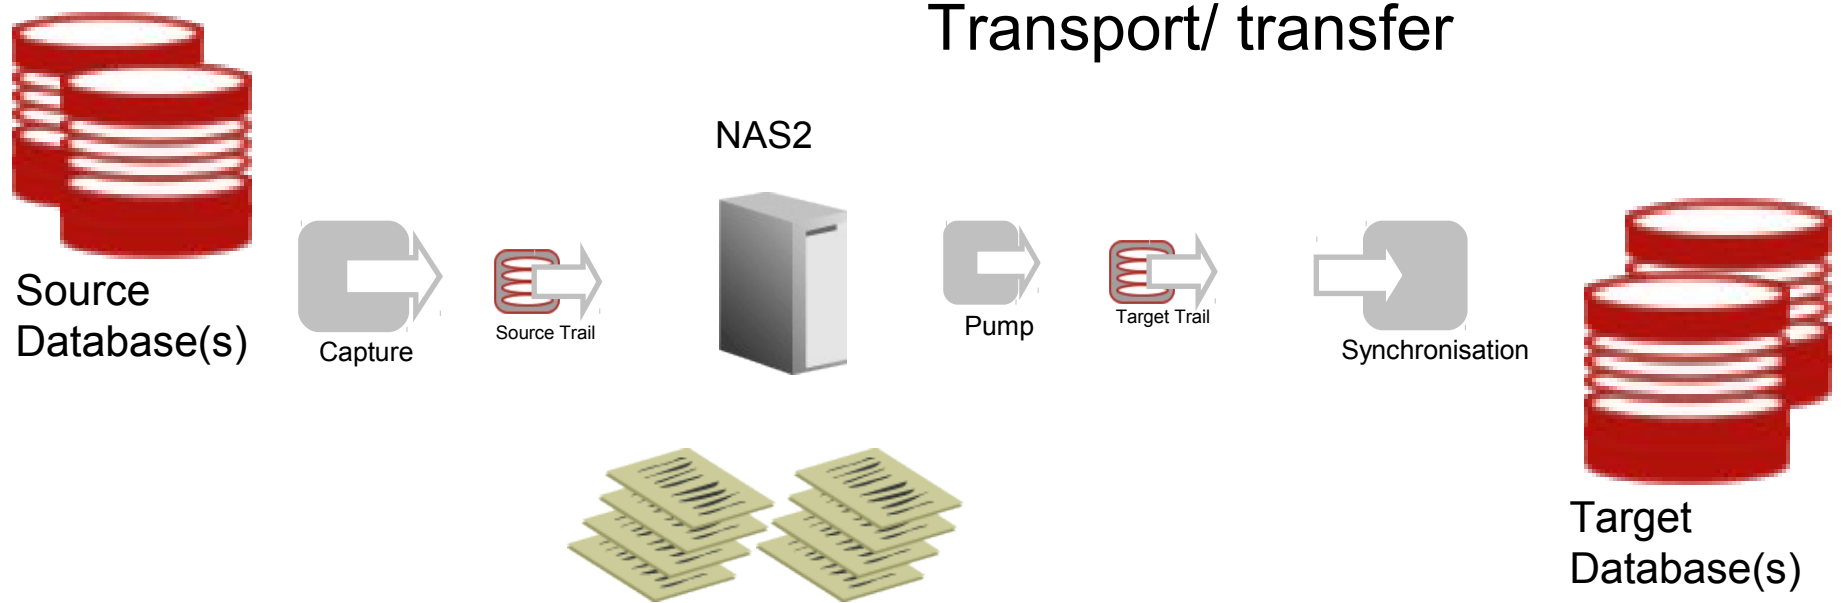 Transport/ transfer
NAS2
Source
Database(s)
Capture
Source Trail
Pump
Target Trail
Synchronisation
Target
Database(s)